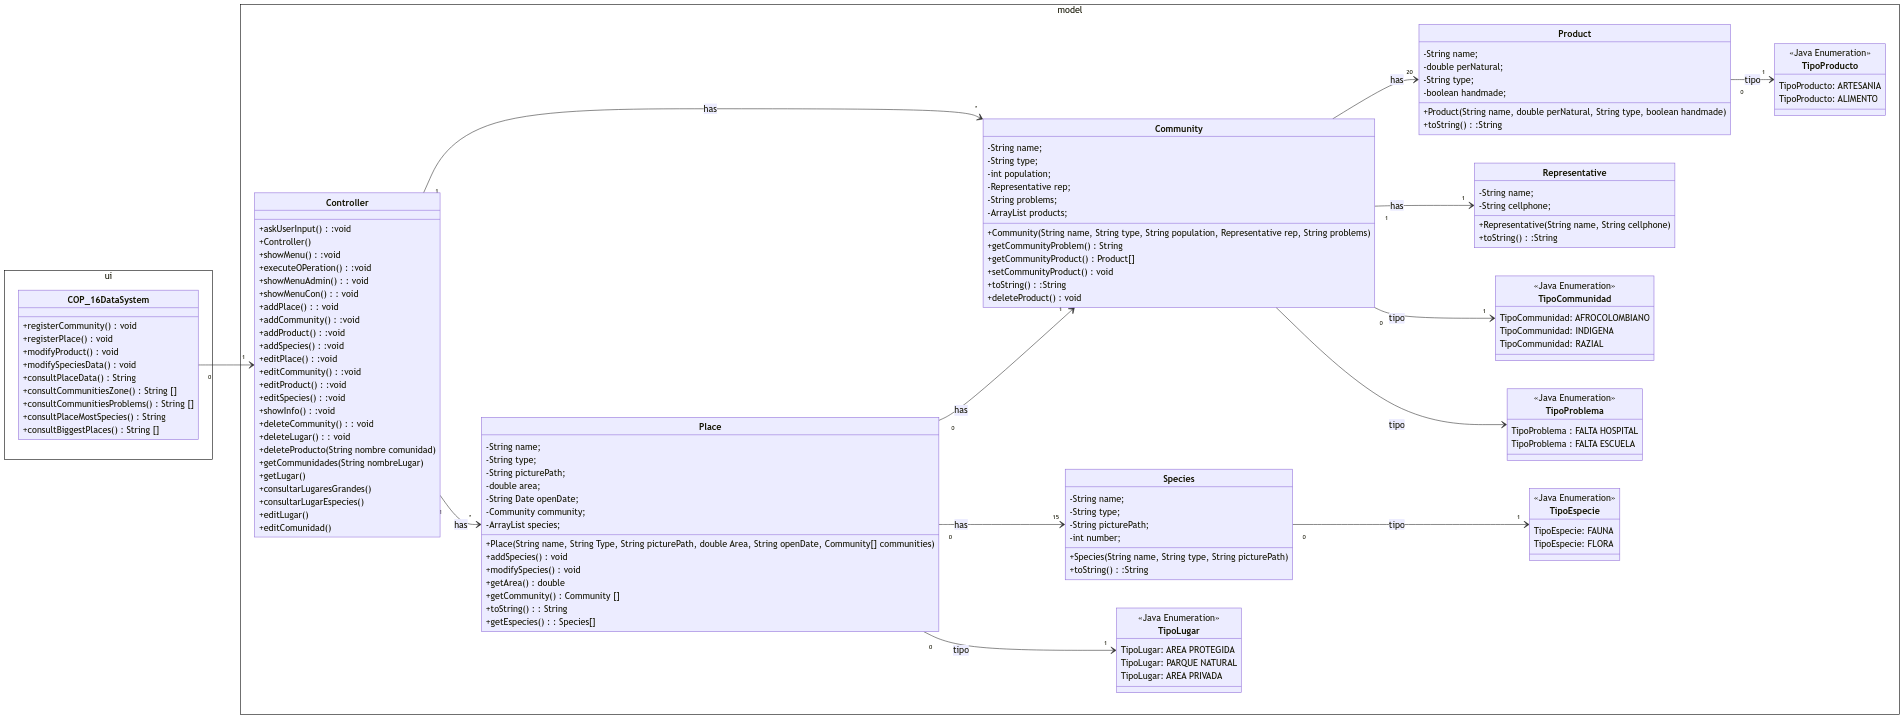 model
ui
COP_16DataSystem
+registerCommunity() : void
+registerPlace() : void
+modifyProduct() : void
+modifySpeciesData() : void
+consultPlaceData() : String
+consultCommunitiesZone() : String []
+consultCommunitiesProblems() : String []
+consultPlaceMostSpecies() : String
+consultBiggestPlaces() : String []
0
1
Controller
+askUserInput() : :void
+Controller()
+showMenu() : :void
+executeOPeration() : :void
+showMenuAdmin() : : void
+showMenuCon() : : void
+addPlace() : : void
+addCommunity() : :void
+addProduct() : :void
+addSpecies() : :void
+editPlace() : :void
+editCommunity() : :void
+editProduct() : :void
+editSpecies() : :void
+showInfo() : :void
+deleteCommunity() : : void
+deleteLugar() : : void
+deleteProducto(String nombre comunidad)
+getCommunidades(String nombreLugar)
+getLugar()
+consultarLugaresGrandes()
+consultarLugarEspecies()
+editLugar()
+editComunidad()
1
has
*
1
has
*
Place
-String name;
-String type;
-String picturePath;
-double area;
-String Date openDate;
-Community community;
-ArrayList species;
+Place(String name, String Type, String picturePath, double Area, String openDate, Community[] communities)
+addSpecies() : void
+modifySpecies() : void
+getArea() : double
+getCommunity() : Community []
+toString() : : String
+getEspecies() : : Species[]
0
has
1
0
has
15
0
tipo
1
Community
-String name;
-String type;
-int population;
-Representative rep;
-String problems;
-ArrayList products;
+Community(String name, String type, String population, Representative rep, String problems)
+getCommunityProblem() : String
+getCommunityProduct() : Product[]
+setCommunityProduct() : void
+toString() : :String
+deleteProduct() : void
has
20
has
1
1
tipo
0
1
tipo
Species
-String name;
-String type;
-String picturePath;
-int number;
+Species(String name, String type, String picturePath)
+toString() : :String
0
tipo
1
«Java Enumeration»
TipoLugar
TipoLugar: AREA PROTEGIDA
TipoLugar: PARQUE NATURAL
TipoLugar: AREA PRIVADA
Product
-String name;
-double perNatural;
-String type;
-boolean handmade;
+Product(String name, double perNatural, String type, boolean handmade)
+toString() : :String
tipo
0
1
«Java Enumeration»
TipoProducto
TipoProducto: ARTESANIA
TipoProducto: ALIMENTO
Representative
-String name;
-String cellphone;
+Representative(String name, String cellphone)
+toString() : :String
«Java Enumeration»
TipoCommunidad
TipoCommunidad: AFROCOLOMBIANO
TipoCommunidad: INDIGENA
TipoCommunidad: RAZIAL
«Java Enumeration»
TipoProblema
TipoProblema : FALTA HOSPITAL
TipoProblema : FALTA ESCUELA
«Java Enumeration»
TipoEspecie
TipoEspecie: FAUNA
TipoEspecie: FLORA